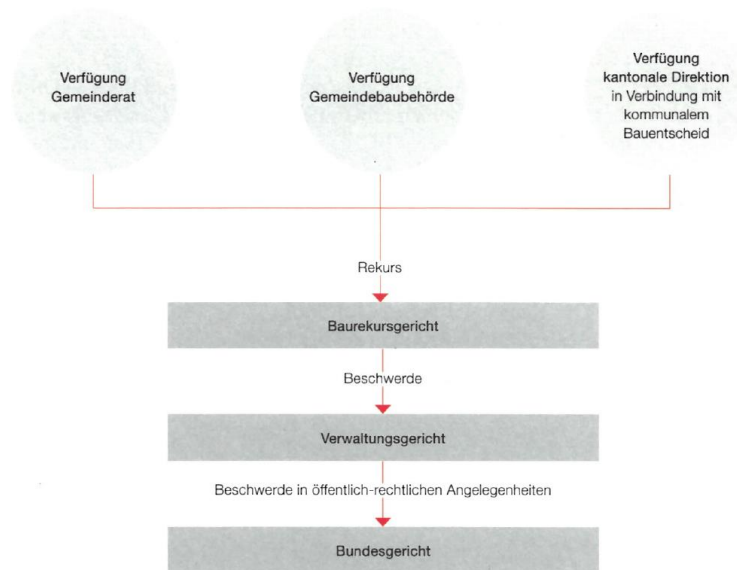 Verfügung
Gemeinderat
Verfügung
Gemeindebaubehörde
Verfügung
kantonale Direktion
in Verbindung mit
kommunalem
Bauentscheid
Rekurs
Baurekursgericht
Beschwerde
Verwaltungsgericht
Beschwerde in öffentlich-rechtlichen Angelegenheiten
Bundesgericht